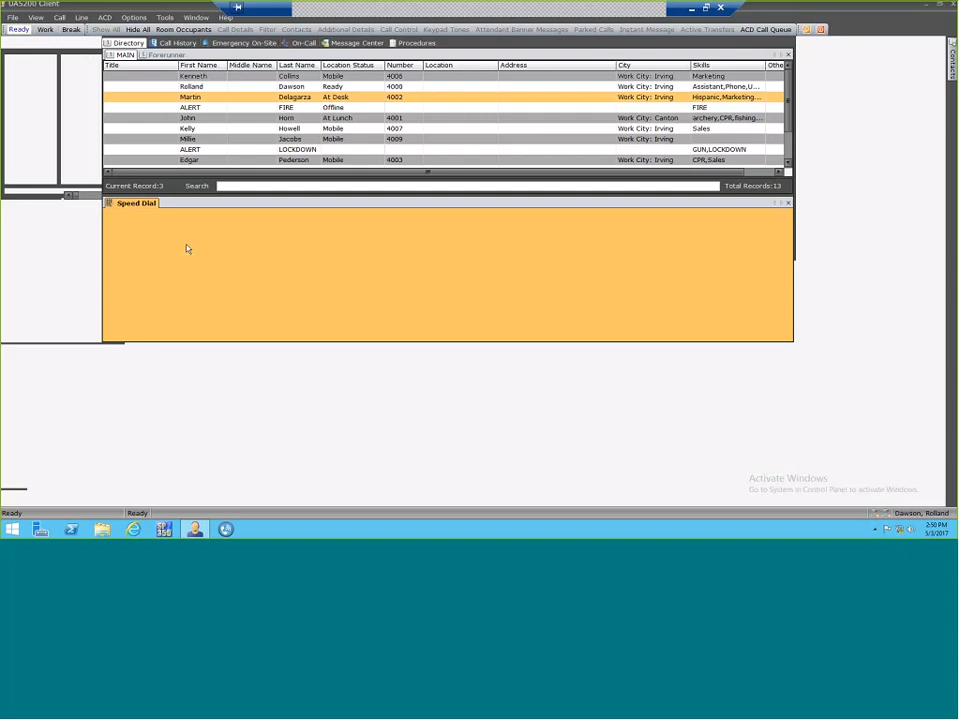 UAS200 Client
File View Call Line ACD Options Tools Window Help
Ready Work Break Show All Hide All Room Occupants Call Details Filter Contacts Additional Details Call Control Keypad Tones Attendant Banner Messages Parked Calls Instant Message Active Transfers ACD Call Queue
Directory Call History Emergency On-Site On-Call Message Center Procedures
Contacts
MAIN Forerunner
Title First Name Middle Name Last Name Location Status Number Location Address City Skills Othe
Kenneth Collins Mobile 4006 Work City: Irving Marketing
Rolland Dawson Ready 4000 Work City: Irving Assistant,Phone,U...
Martin Delagarza At Desk 4002 Work City: Irving Hispanic,Marketing...
ALERT FIRE Offline FIRE
John Horn At Lunch 4001 Work City: Canton archery,CPR,fishing...
Kelly Howell Mobile 4007 Work City: Irving Sales
Millie Jacobs Mobile 4009 Work City: Irving
ALERT LOCKDOWN GUN,LOCKDOWN
Edgar Pederson Mobile 4003 Work City: Irving CPR,Sales
Current Record:3 Search Total Records:13
Speed Dial
Activate Windows
Go to System in Control Panel to activate Windows.
Ready Ready Dawson, Rolland
2:50 PM
5/3/2017